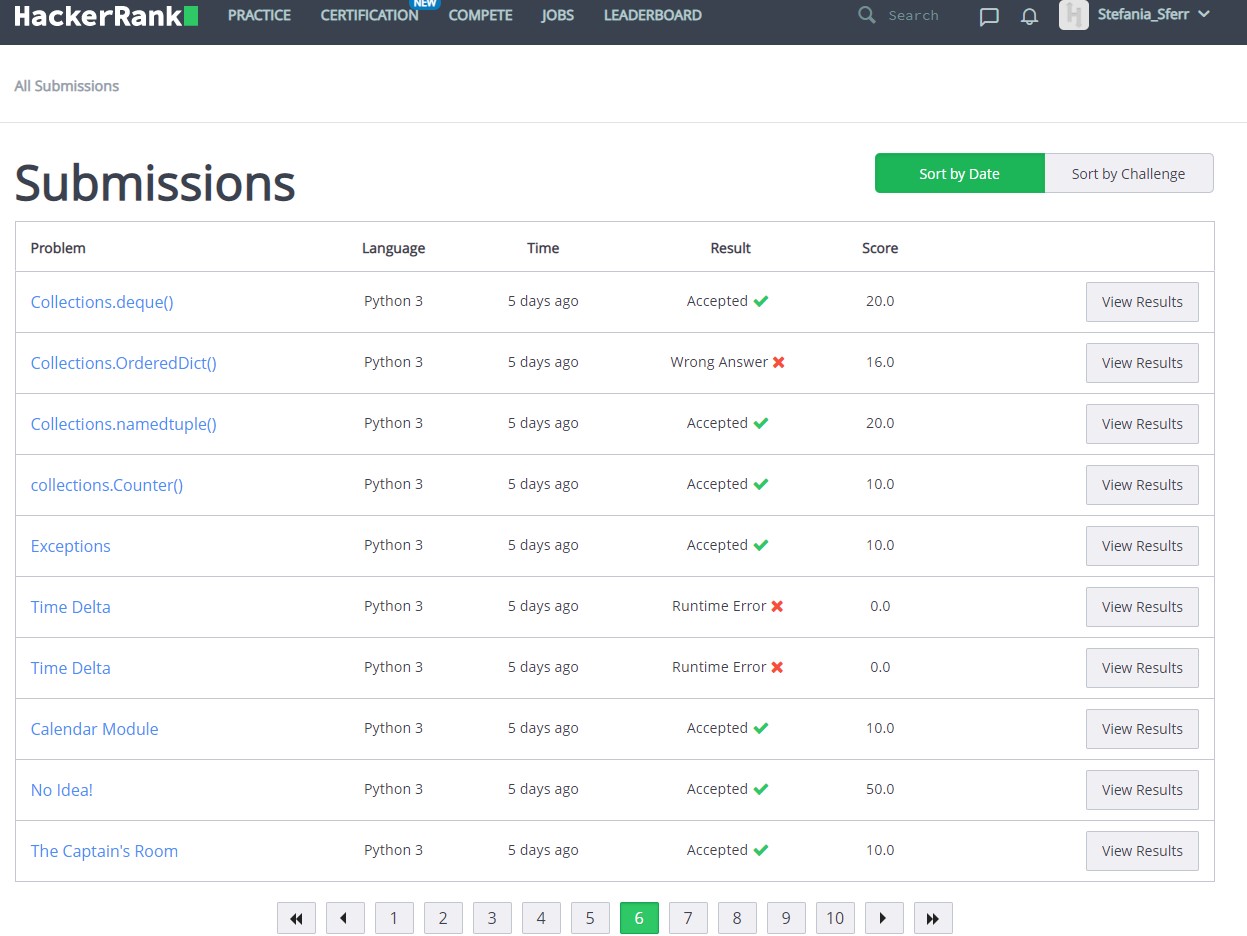 HackerRank PRACTICE CERTIFICATION NEW COMPETE JOBS LEADERBOARD Search Stefania_Sferr
All Submissions
Submissions Sort by Date Sort by Challenge
Problem Language Time Result Score
Collections.deque() Python 3 5 days ago Accepted 20.0 View Results
Collections.OrderedDict() Python 3 5 days ago Wrong Answer 16.0 View Results
Collections.namedtuple() Python 3 5 days ago Accepted 20.0 View Results
collections.Counter() Python 3 5 days ago Accepted 10.0 View Results
Exceptions Python 3 5 days ago Accepted 10.0 View Results
Time Delta Python 3 5 days ago Runtime Error 0.0 View Results
Time Delta Python 3 5 days ago Runtime Error 0.0 View Results
Calendar Module Python 3 5 days ago Accepted 10.0 View Results
No Idea! Python 3 5 days ago Accepted 50.0 View Results
The Captain's Room Python 3 5 days ago Accepted 10.0 View Results
1 2 3 4 5 6 7 8 9 10